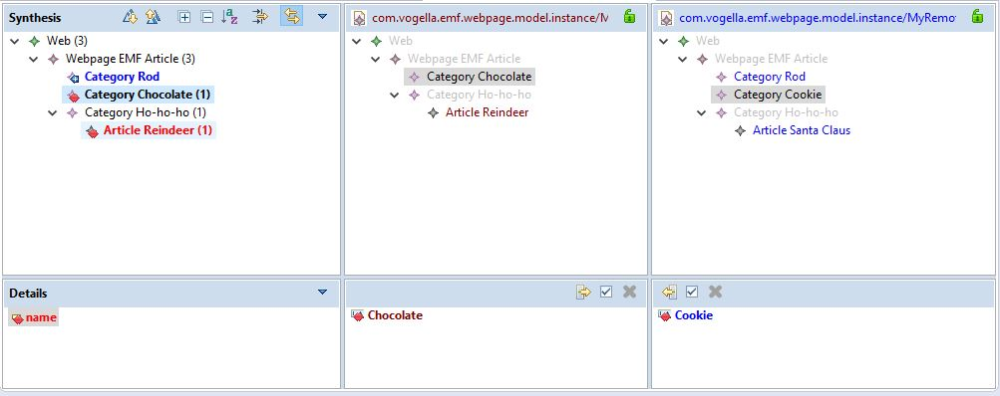 Synthesis
Web (3)
Webpage EMF Article (3)
Category Rod
Category Chocolate (1)
Category Ho-ho-ho (1)
Article Reindeer (1)
com.vogella.emf.webpage.model.instance/M
Web
Webpage EMF Article
Category Chocolate
Category Ho-ho-ho
Article Reindeer
com.vogella.emf.webpage.model.instance/MyRemot
Web
Webpage EMF Article
Category Rod
Category Cookie
Category Ho-ho-ho
Article Santa Claus
Details
name
Chocolate
Cookie